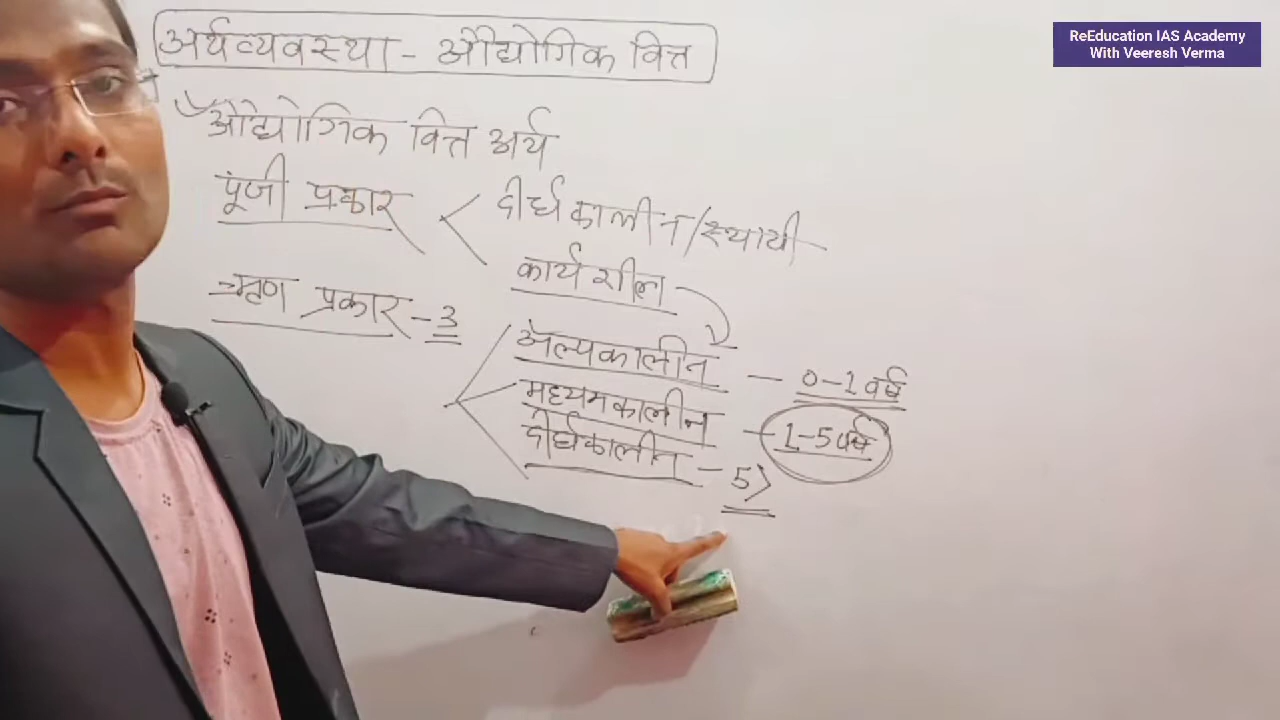 ReEducation IAS Academy
With Veeresh Verma
अर्थव्यवस्था - औद्योगिक वित्त
औद्योगिक वित्त अर्थ
पूंजी प्रकार < दीर्घकालीन/स्थायी
कार्यशील
ऋण प्रकार - 3
अल्पकालीन - 0-1 वर्ष
मध्यमकालीन - 1-5 वर्ष
दीर्घकालीन - 5>